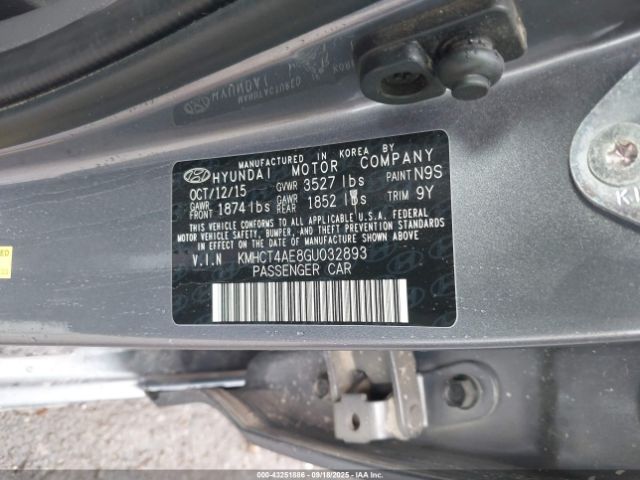 MANUFACTURED IN KOREA BY
HYUNDAI MOTOR COMPANY
OCT/12/15 GVWR 3527 lbs PAINT N9S
GAWR FRONT 1874 lbs GAWR REAR 1852 lbs TRIM 9Y
THIS VEHICLE CONFORMS TO ALL APPLICABLE U.S.A. FEDERAL
MOTOR VEHICLE SAFETY, BUMPER, AND THEFT PREVENTION STANDARDS
IN EFFECT ON THE DATE OF MANUFACTURE SHOWN ABOVE.
V.I.N KMHCT4AE8GU032893
PASSENGER CAR
000-43251886 - 09/18/2025 - Copyright IAA, LLC